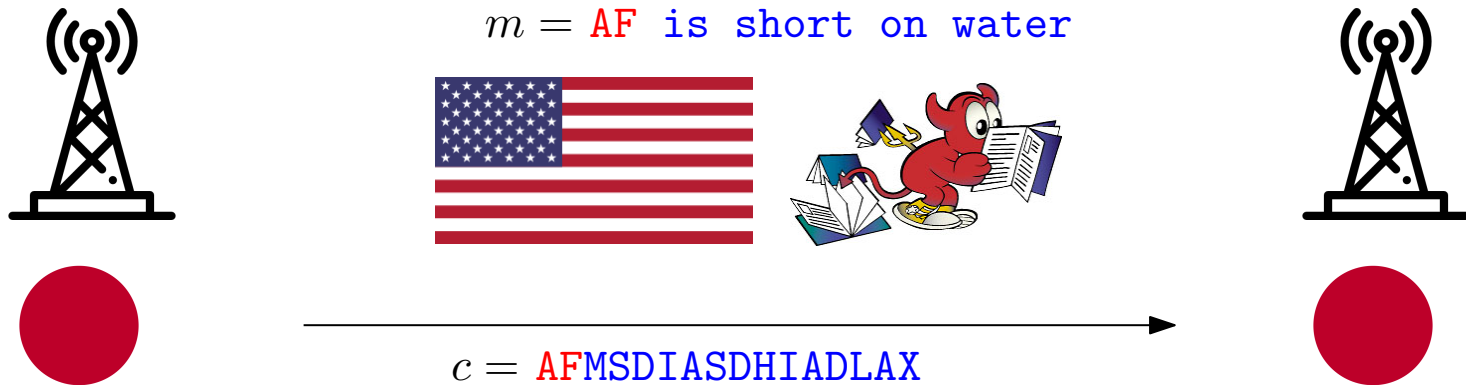 m = AF is short on water
c = AFMSDIASDHIADLAX